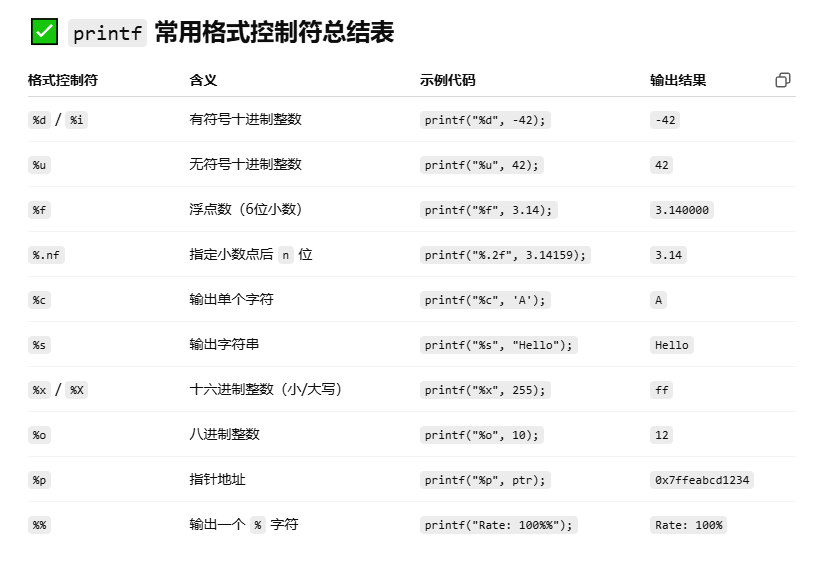 ✅ printf 常用格式控制符总结表
格式控制符 含义 示例代码 输出结果
%d / %i 有符号十进制整数 printf("%d", -42); -42
%u 无符号十进制整数 printf("%u", 42); 42
%f 浮点数（6位小数） printf("%f", 3.14); 3.140000
%.nf 指定小数点后 n 位 printf("%.2f", 3.14159); 3.14
%c 输出单个字符 printf("%c", 'A'); A
%s 输出字符串 printf("%s", "Hello"); Hello
%x / %X 十六进制整数（小/大写） printf("%x", 255); ff
%o 八进制整数 printf("%o", 10); 12
%p 指针地址 printf("%p", ptr); 0x7ffeabcd1234
%% 输出一个 % 字符 printf("Rate: 100%%"); Rate: 100%